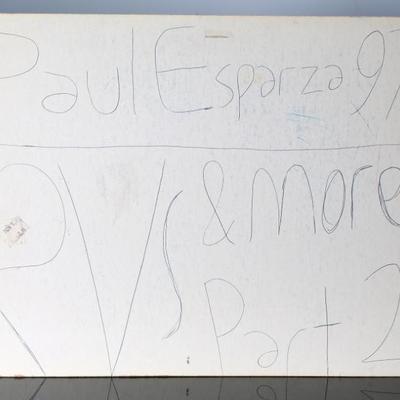 Paul Esparza 97
RVs & More
Part 2